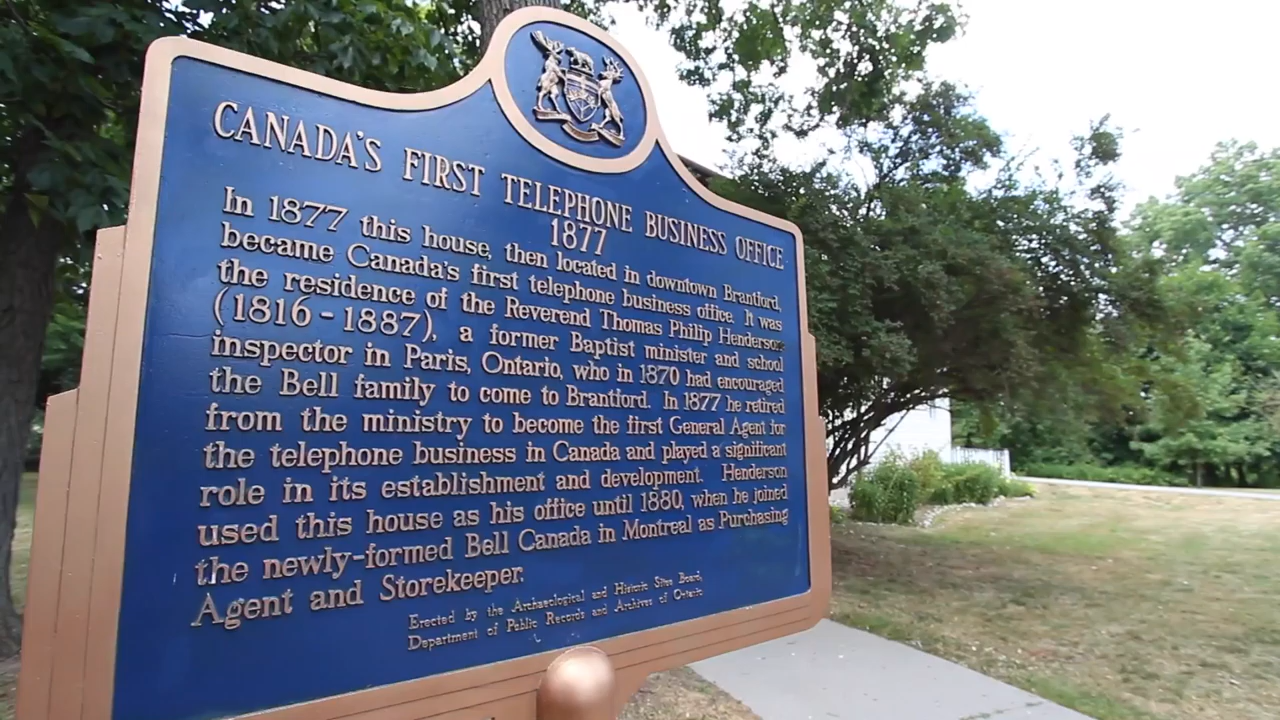 CANADA'S FIRST TELEPHONE BUSINESS OFFICE
1877
In 1877 this house, then located in downtown Brantford,
became Canada's first telephone business office. It was
the residence of the Reverend Thomas Philip Henderson
(1816-1887), a former Baptist minister and school
inspector in Paris, Ontario, who in 1870 had encouraged
the Bell family to come to Brantford. In 1877 he retired
from the ministry to become the first General Agent for
the telephone business in Canada and played a significant
role in its establishment and development. Henderson
used this house as his office until 1880, when he joined
the newly-formed Bell Canada in Montreal as Purchasing
Agent and Storekeeper.
Erected by the Archaeological and Historic Sites Board,
Department of Public Records and Archives of Ontario